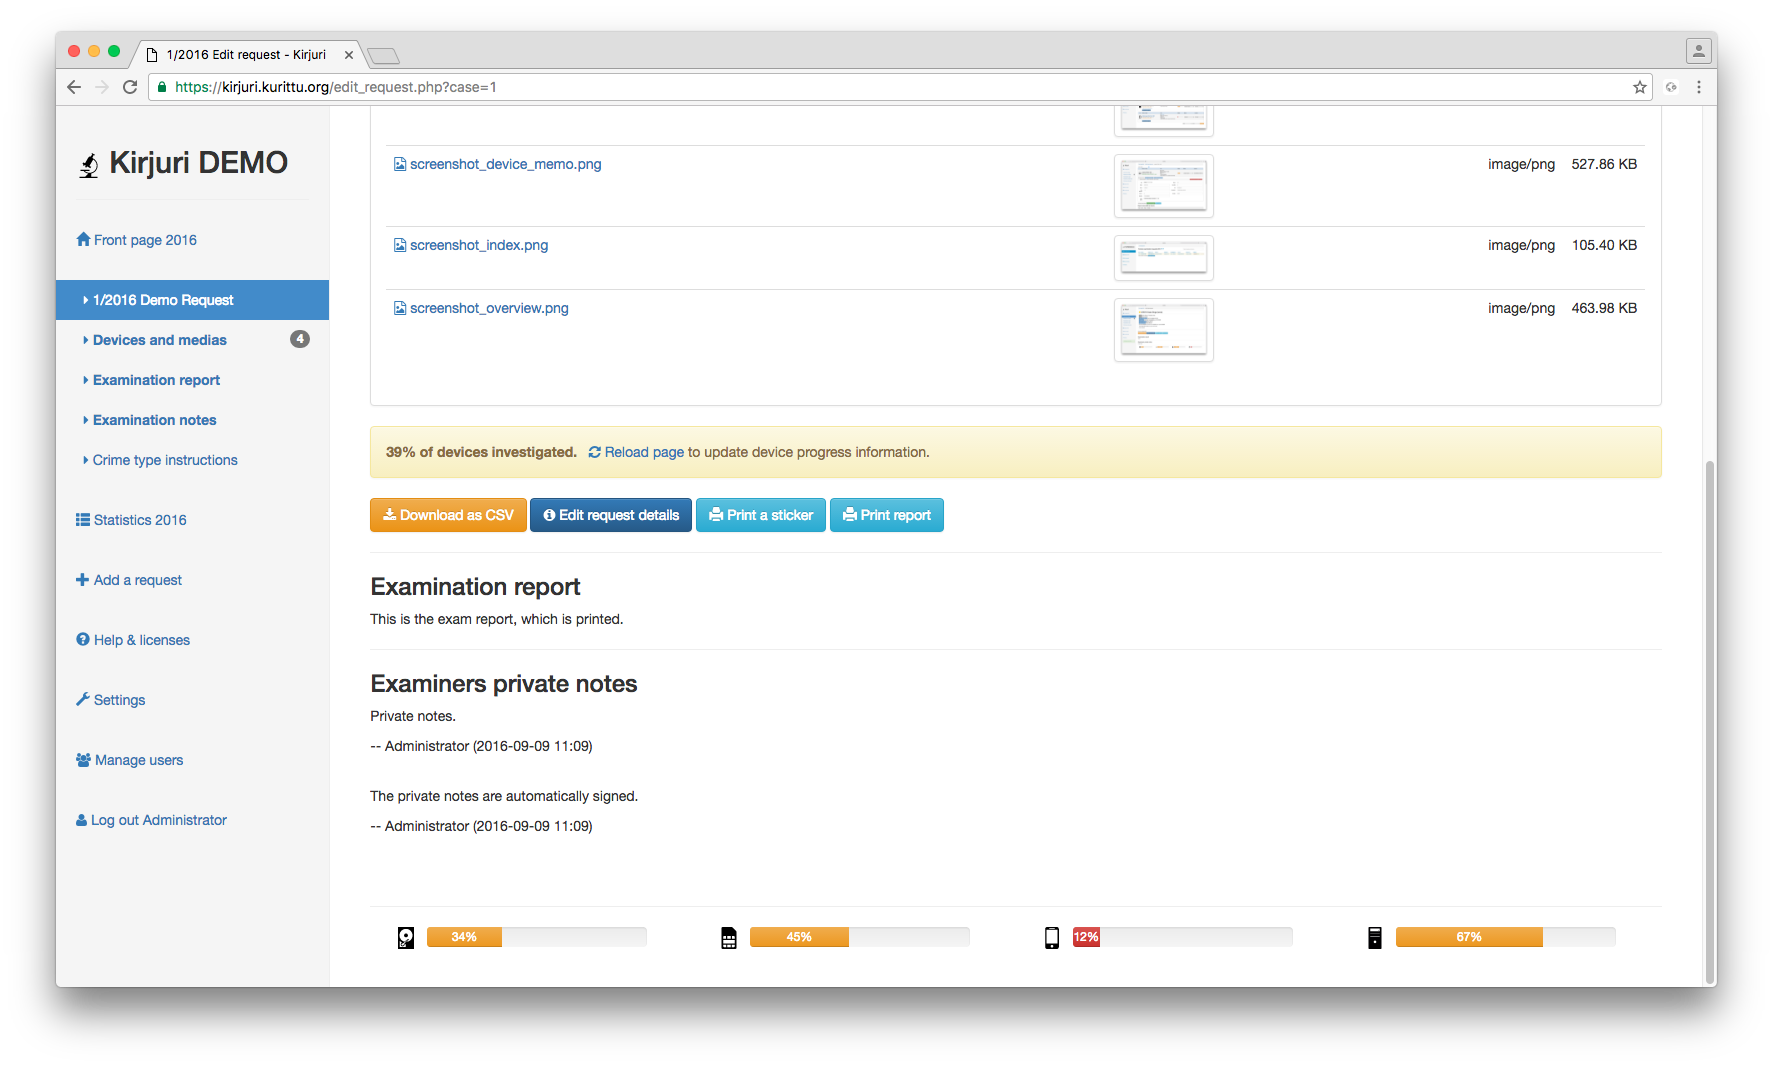 1/2016 Edit request - Kirjuri
https://kirjuri.kurittu.org/edit_request.php?case=1
Kirjuri DEMO
Front page 2016
1/2016 Demo Request
Devices and medias 4
Examination report
Examination notes
Crime type instructions
Statistics 2016
Add a request
Help & licenses
Settings
Manage users
Log out Administrator
screenshot_device_memo.png image/png 527.86 KB
screenshot_index.png image/png 105.40 KB
screenshot_overview.png image/png 463.98 KB
39% of devices investigated. Reload page to update device progress information.
Download as CSV Edit request details Print a sticker Print report
Examination report
This is the exam report, which is printed.
Examiners private notes
Private notes.
-- Administrator (2016-09-09 11:09)
The private notes are automatically signed.
-- Administrator (2016-09-09 11:09)
34% 45% 12% 67%